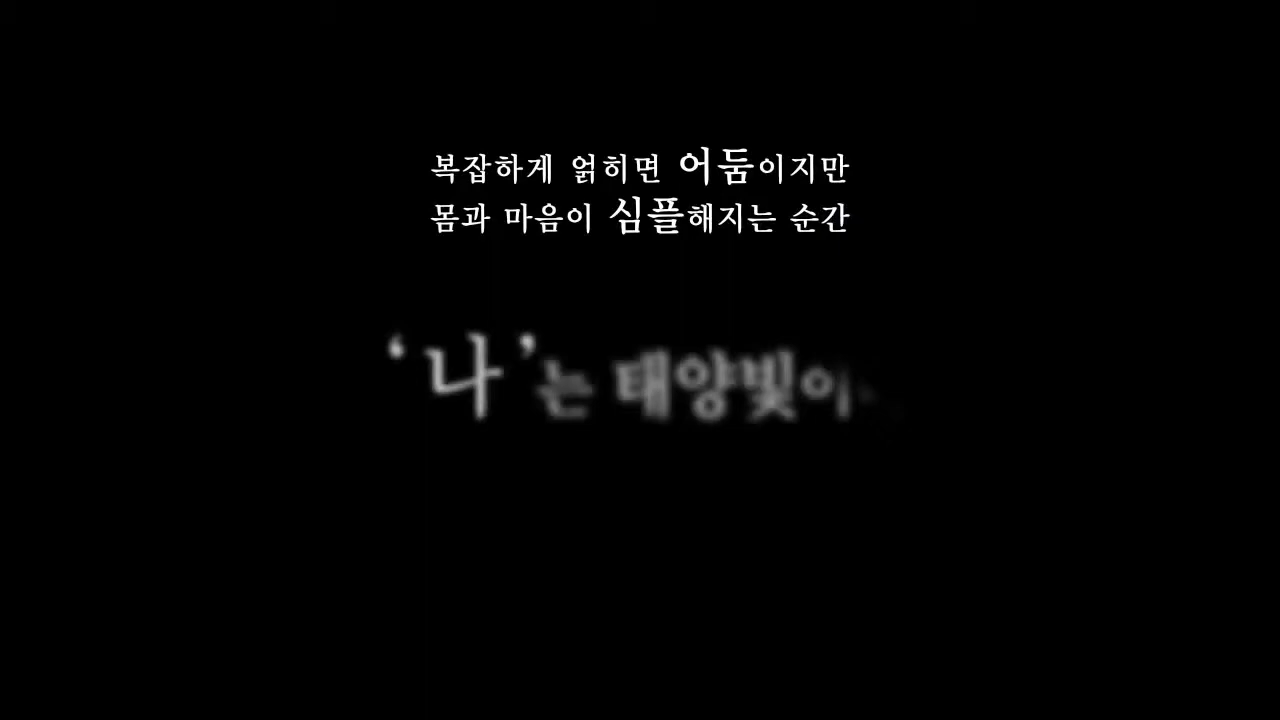 복잡하게 얽히면 어둠이지만
몸과 마음이 심플해지는 순간
‘나’는 태양빛이